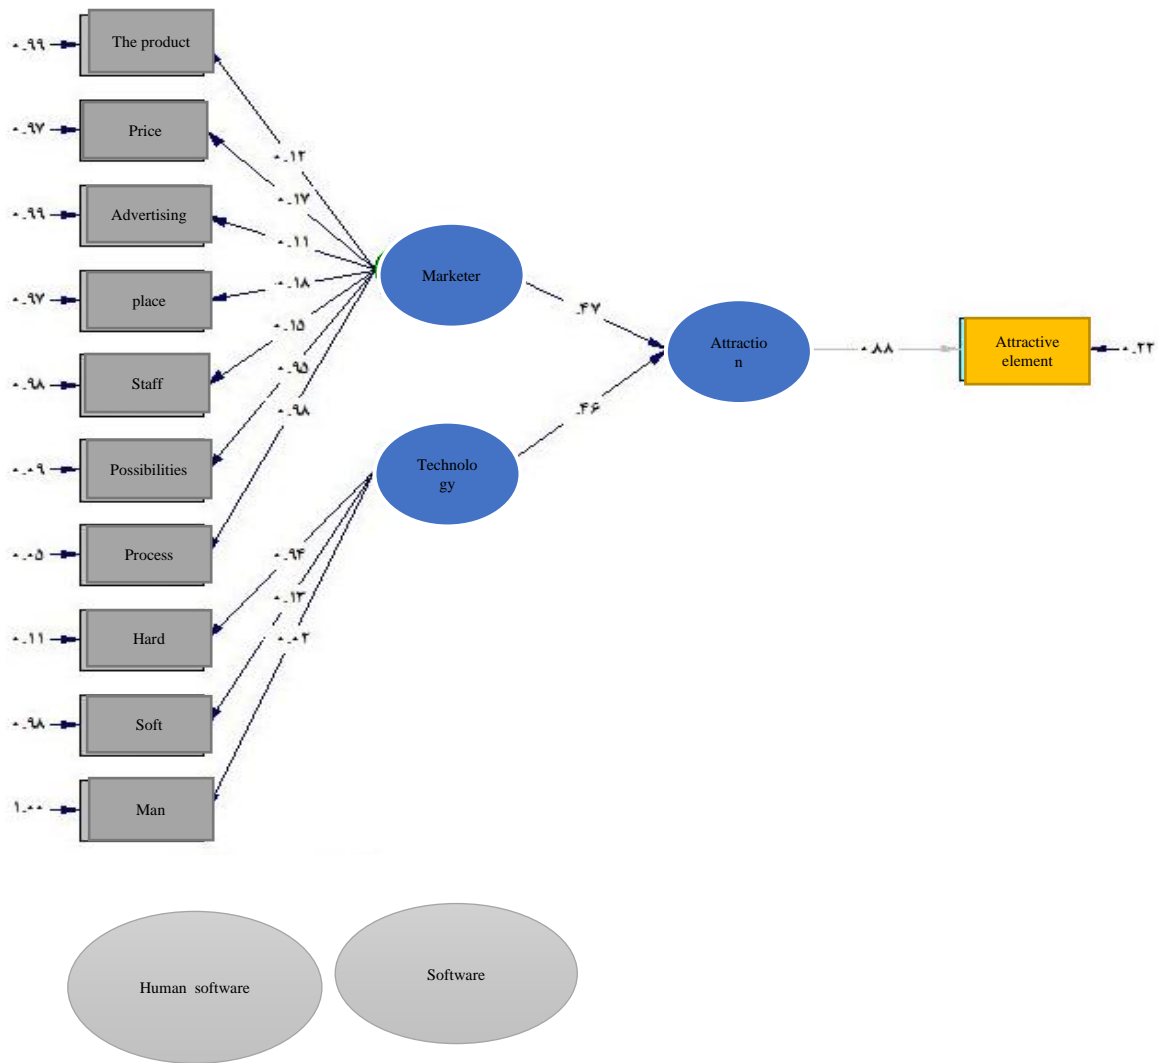 ۰.۹۹
The product
۰.۹۷
Price
۰.۱۲
۰.۱۷
۰.۹۹
Advertising
۰.۱۱
Marketer
۰.۹۷
place
۰.۱۸
.۴۷
۰.۱۵
Attractio
n
۰.۸۸
Attractive
element
۰.۲۲
۰.۹۸
Staff
۰.۹۵
۰.۹۸
.۴۶
۰.۰۹
Possibilities
Technolo
gy
۰.۰۵
Process
۰.۹۴
۰.۱۳
۰.۱۱
Hard
۰.۰۲
۰.۹۸
Soft
۱.۰۰
Man
Human software
Software